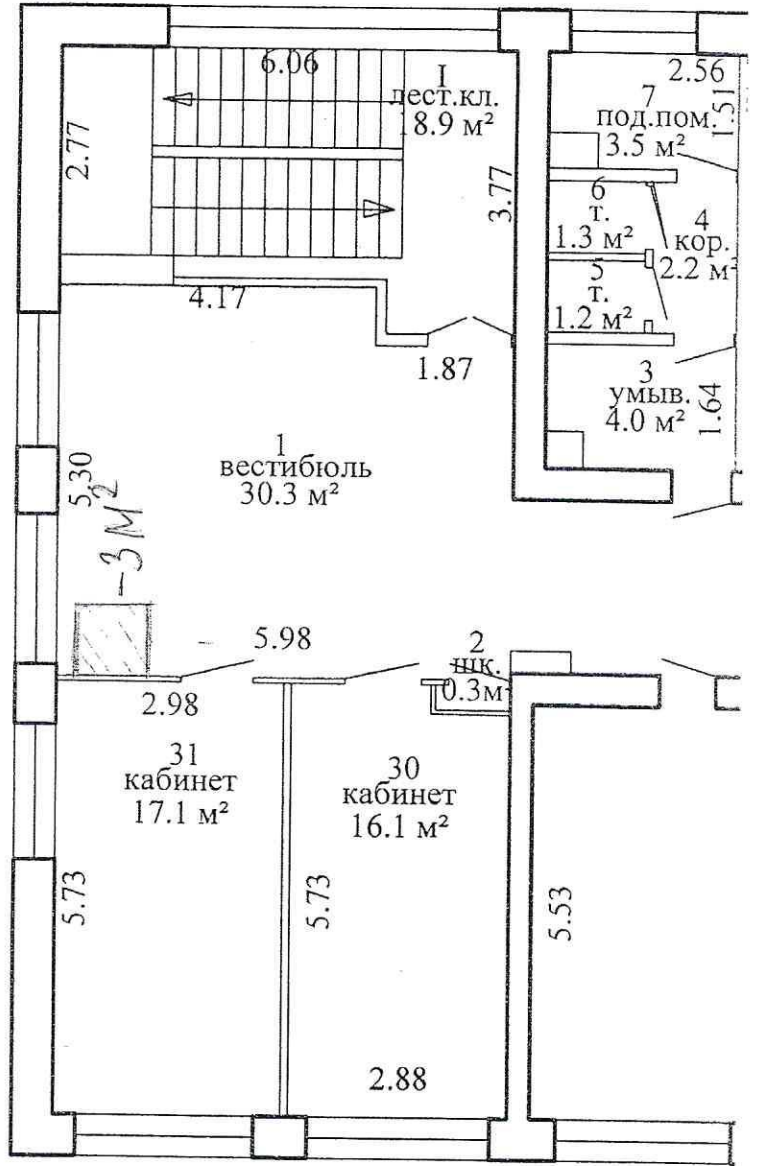 6.06
I
лест.кл.
8.9 м²
2.77
3.77
4.17
1.87
2.56
1.51
7
под.пом.
3.5 м²
6
т.
1.3 м²
4
кор.
2.2 м²
5
т.
1.2 м²
3
умыв.
4.0 м²
1.64
1
вестибюль
30.3 м²
5.30
-3 м²
5.98
2
шк.
0.3м
2.98
31
кабинет
17.1 м²
30
кабинет
16.1 м²
5.73
5.73
5.53
2.88